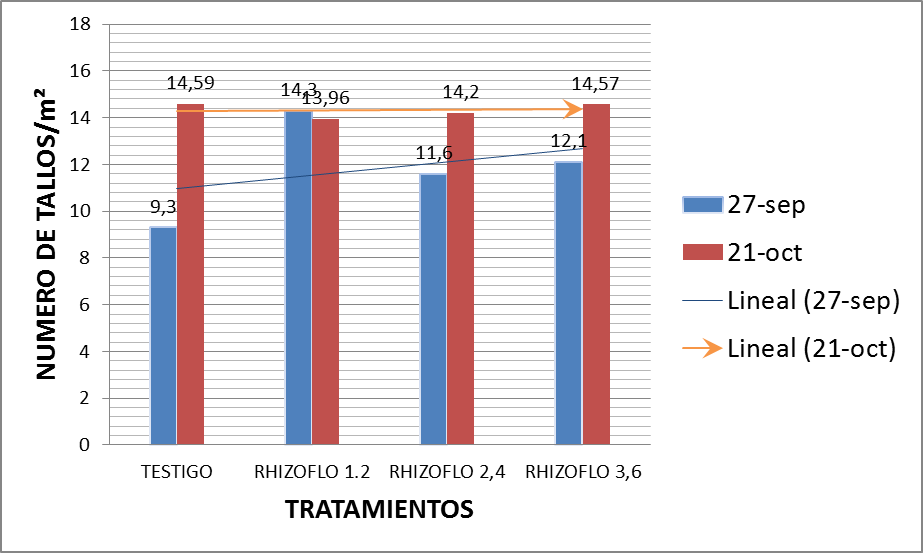 NUMERO DE TALLOS/m²
18
16
14
12
10
8
6
4
2
0
9,3
14,59
14,3
13,96
11,6
14,2
12,1
14,57
TESTIGO
RHIZOFLO 1.2
RHIZOFLO 2,4
RHIZOFLO 3,6
TRATAMIENTOS
27-sep
21-oct
Lineal (27-sep)
Lineal (21-oct)